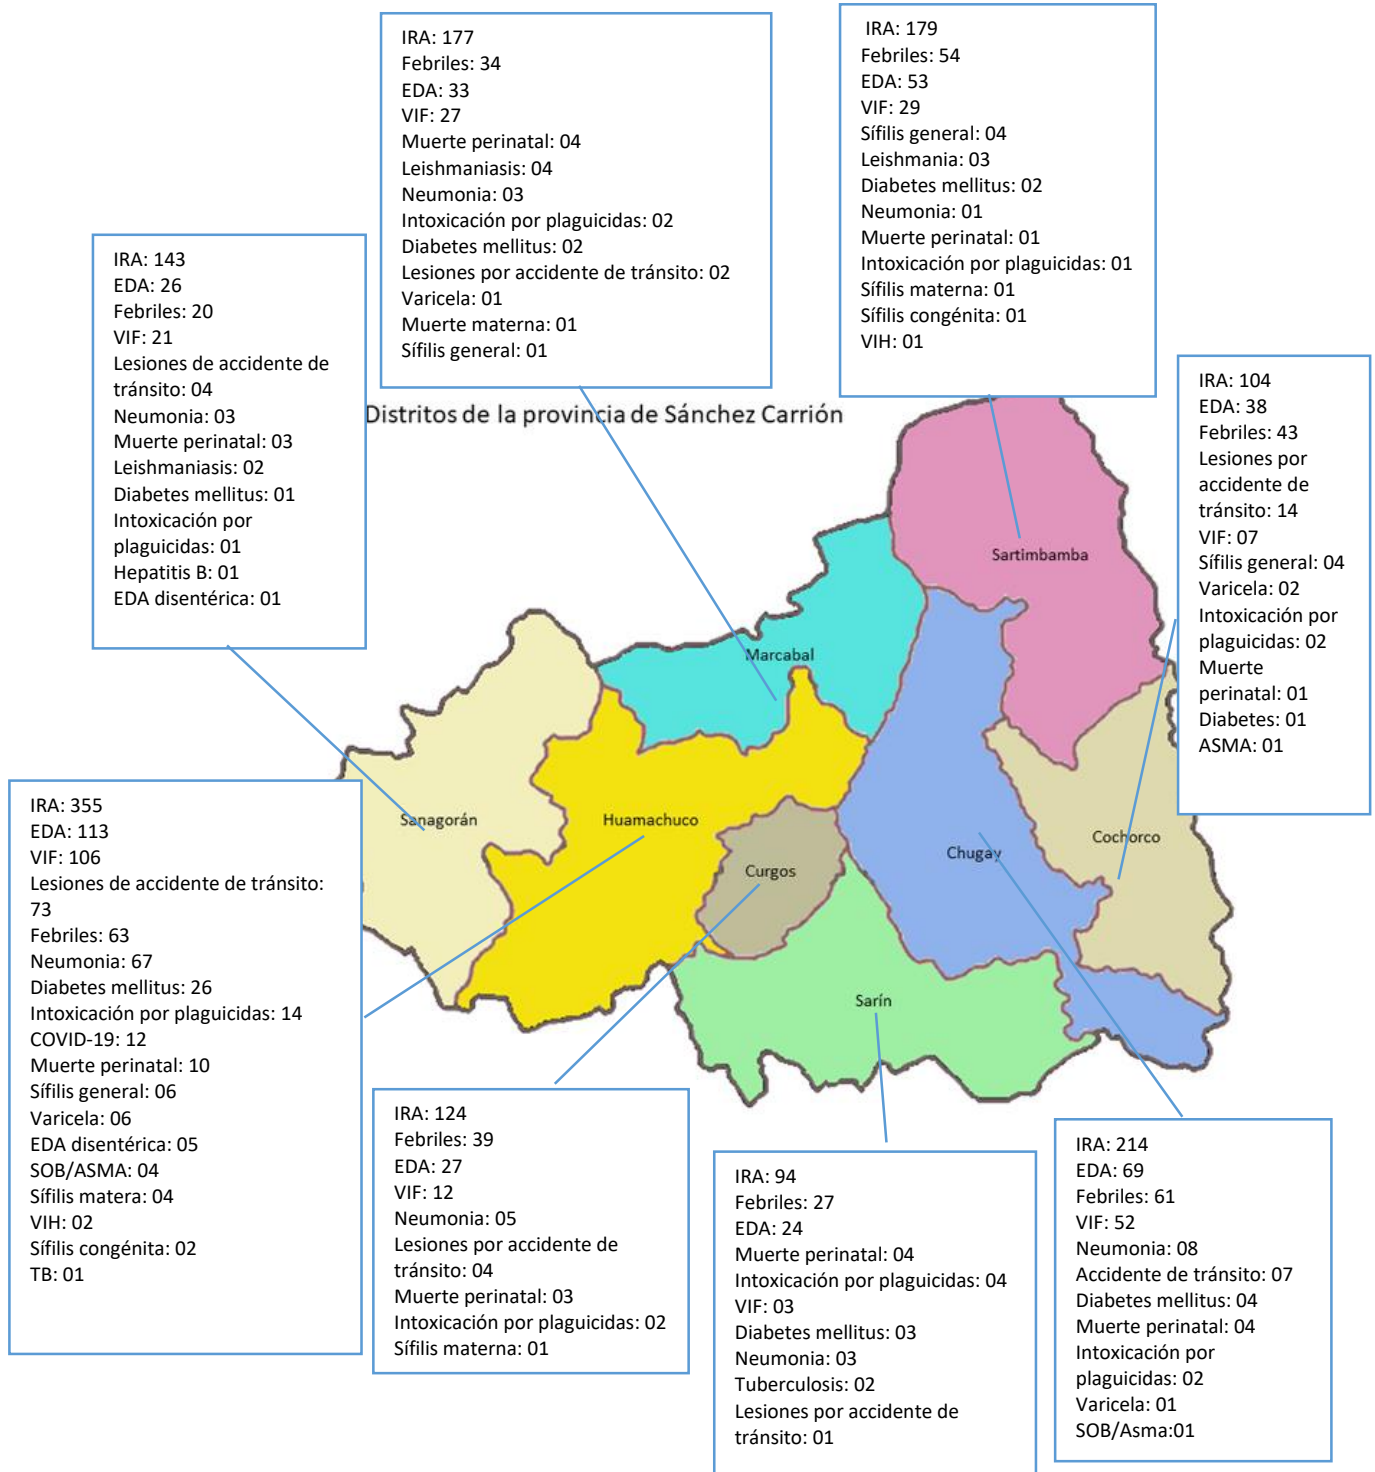 IRA: 177
Febriles: 34
EDA: 33
VIF: 27
Muerte perinatal: 04
Leishmaniasis: 04
Neumonia: 03
Intoxicación por plaguicidas: 02
Diabetes mellitus: 02
Lesiones por accidente de tránsito: 02
Varicela: 01
Muerte materna: 01
Sífilis general: 01
IRA: 179
Febriles: 54
EDA: 53
VIF: 29
Sífilis general: 04
Leishmania: 03
Diabetes mellitus: 02
Neumonia: 01
Muerte perinatal: 01
Intoxicación por plaguicidas: 01
Sífilis materna: 01
Sífilis congénita: 01
VIH: 01
IRA: 143
EDA: 26
Febriles: 20
VIF: 21
Lesiones de accidente de
tránsito: 04
Neumonia: 03
Muerte perinatal: 03
Leishmaniasis: 02
Diabetes mellitus: 01
Intoxicación por
plaguicidas: 01
Hepatitis B: 01
EDA disentérica: 01
IRA: 104
EDA: 38
Febriles: 43
Lesiones por
accidente de
tránsito: 14
VIF: 07
Sífilis general: 04
Varicela: 02
Intoxicación por
plaguicidas: 02
Muerte
perinatal: 01
Diabetes: 01
ASMA: 01
Distritos de la provincia de Sánchez Carrión
Sartimbamba
Marcabal
Sanagorán
Huamachuco
Curgos
Chugay
Cochorco
Sarín
IRA: 355
EDA: 113
VIF: 106
Lesiones de accidente de tránsito:
73
Febriles: 63
Neumonia: 67
Diabetes mellitus: 26
Intoxicación por plaguicidas: 14
COVID-19: 12
Muerte perinatal: 10
Sífilis general: 06
Varicela: 06
EDA disentérica: 05
SOB/ASMA: 04
Sífilis matera: 04
VIH: 02
Sífilis congénita: 02
TB: 01
IRA: 124
Febriles: 39
EDA: 27
VIF: 12
Neumonia: 05
Lesiones por accidente de
tránsito: 04
Muerte perinatal: 03
Intoxicación por plaguicidas: 02
Sífilis materna: 01
IRA: 94
Febriles: 27
EDA: 24
Muerte perinatal: 04
Intoxicación por plaguicidas: 04
VIF: 03
Diabetes mellitus: 03
Neumonia: 03
Tuberculosis: 02
Lesiones por accidente de
tránsito: 01
IRA: 214
EDA: 69
Febriles: 61
VIF: 52
Neumonia: 08
Accidente de tránsito: 07
Diabetes mellitus: 04
Muerte perinatal: 04
Intoxicación por
plaguicidas: 02
Varicela: 01
SOB/Asma:01